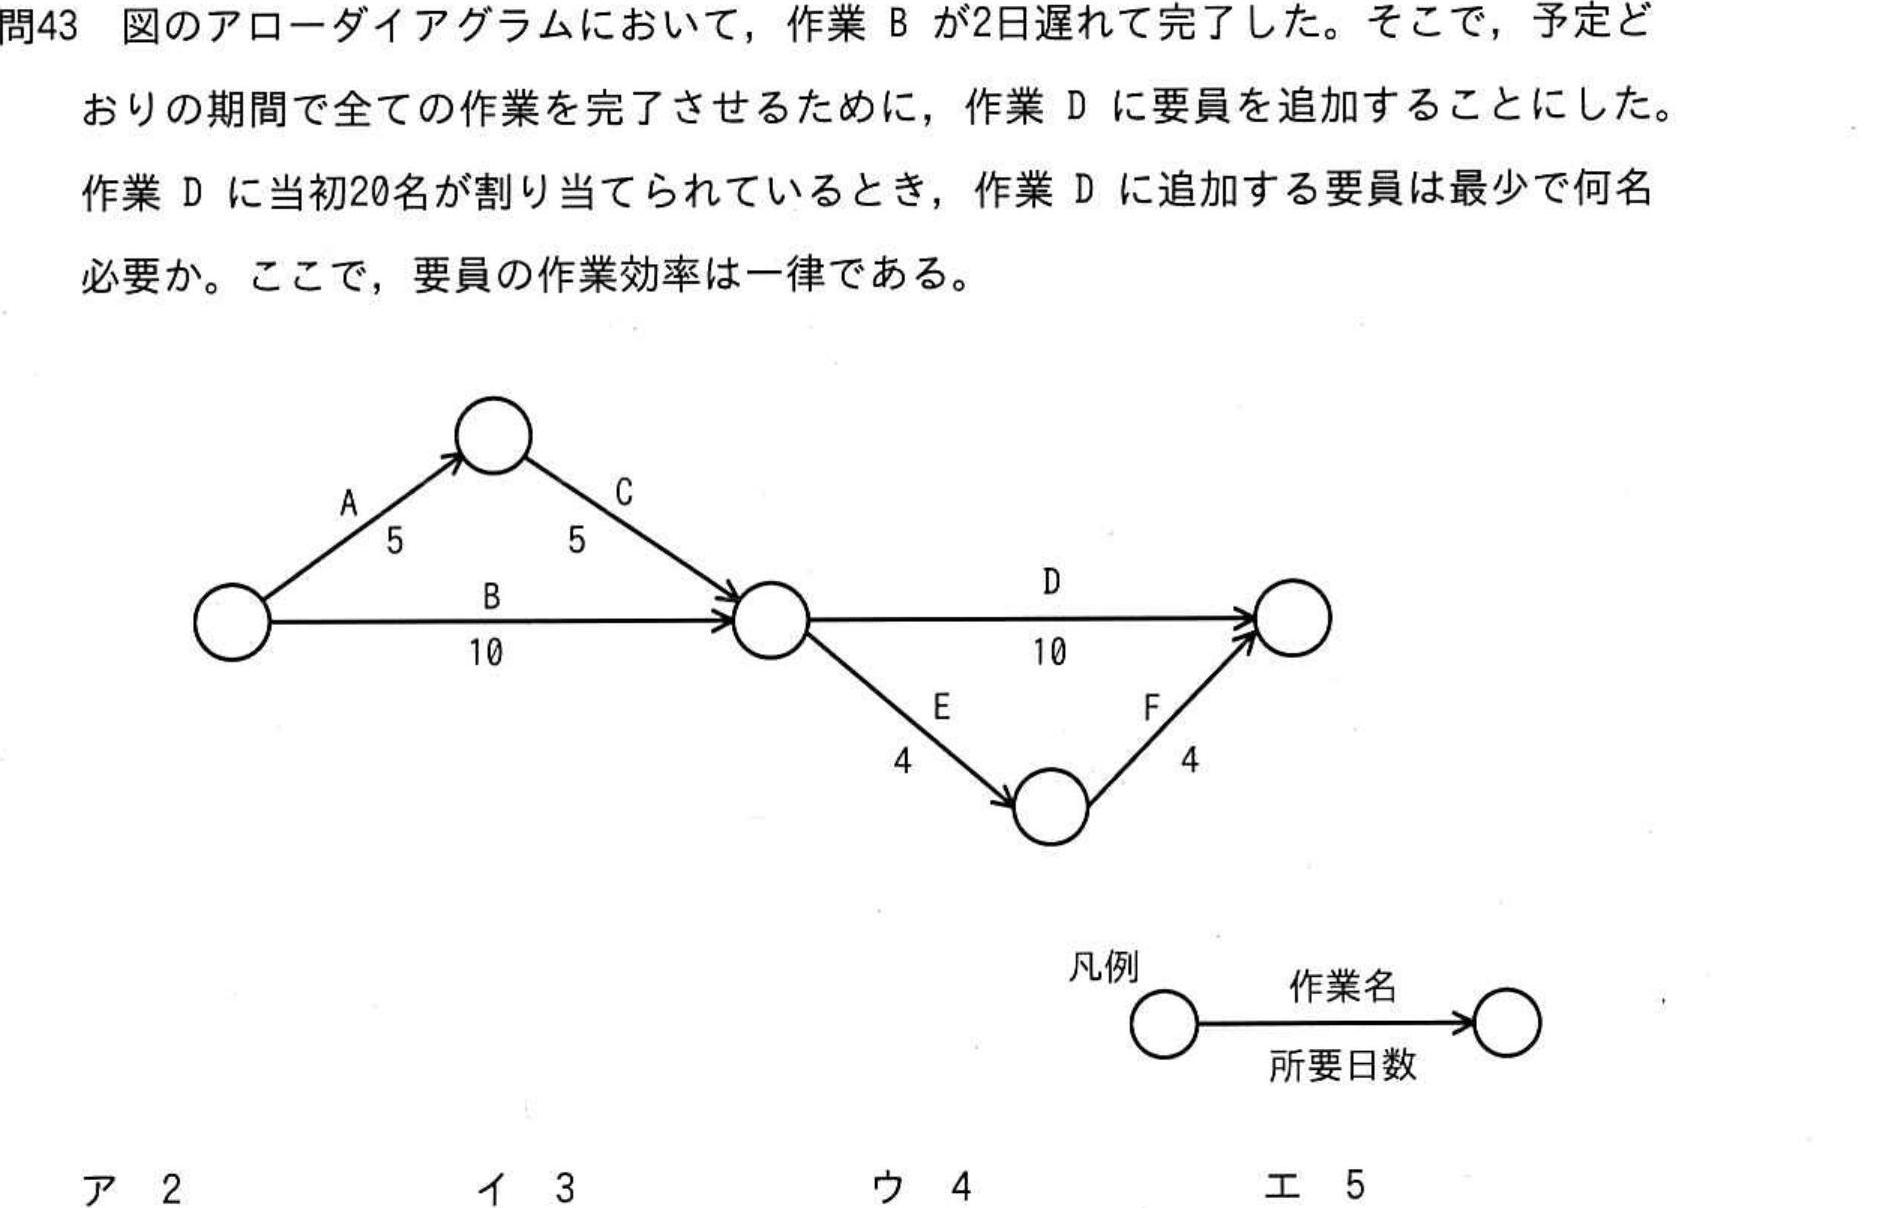 問43 図のアローダイアグラムにおいて，作業 B が2日遅れて完了した。そこで，予定ど
おりの期間で全ての作業を完了させるために，作業 D に要員を追加することにした。
作業 D に当初20名が割り当てられているとき，作業 D に追加する要員は最少で何名
必要か。ここで，要員の作業効率は一律である。
A
5
C
5
B
10
D
10
E
4
F
4
凡例
作業名
所要日数
ア 2 イ 3 ウ 4 エ 5